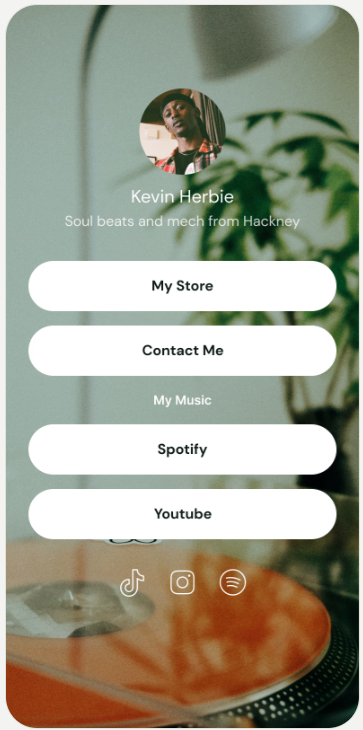 Kevin Herbie
Soul beats and mech from Hackney
My Store
Contact Me
My Music
Spotify
Youtube